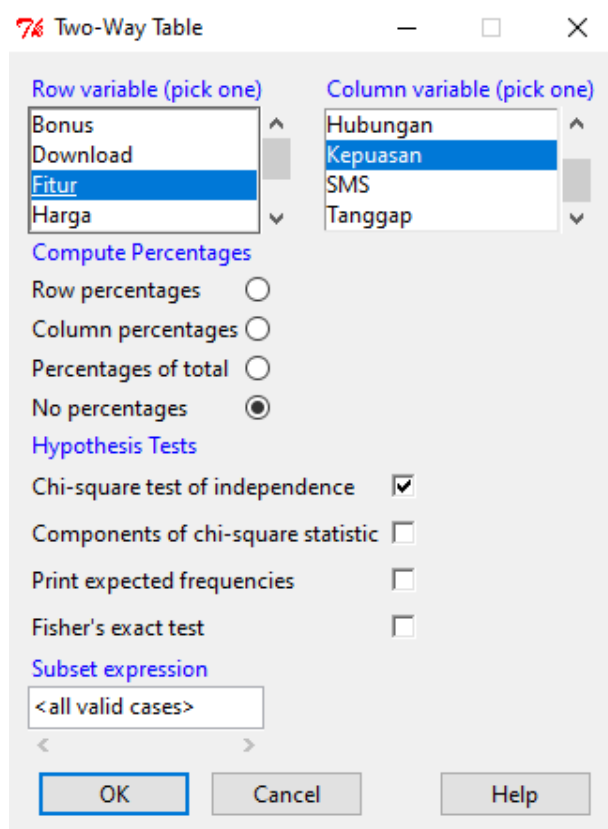 Two-Way Table
Row variable (pick one) Column variable (pick one)
Bonus Hubungan
Download Kepuasan
Fitur SMS
Harga Tanggap
Compute Percentages
Row percentages
Column percentages
Percentages of total
No percentages
Hypothesis Tests
Chi-square test of independence
Components of chi-square statistic
Print expected frequencies
Fisher's exact test
Subset expression
<all valid cases>
OK Cancel Help